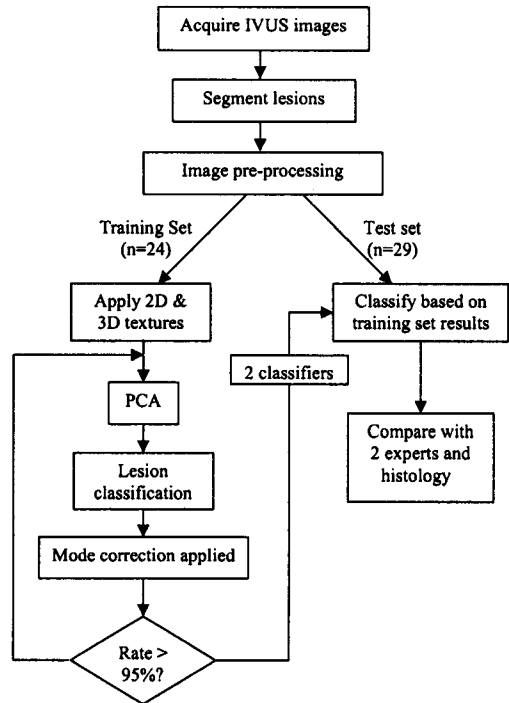 Acquire IVUS images
Segment lesions
Image pre-processing
Training Set
(n=24)
Test set
(n=29)
Apply 2D &
3D textures
Classify based on
training set results
2 classifiers
PCA
Compare with
2 experts and
histology
Lesion
classification
Mode correction applied
Rate >
95%?